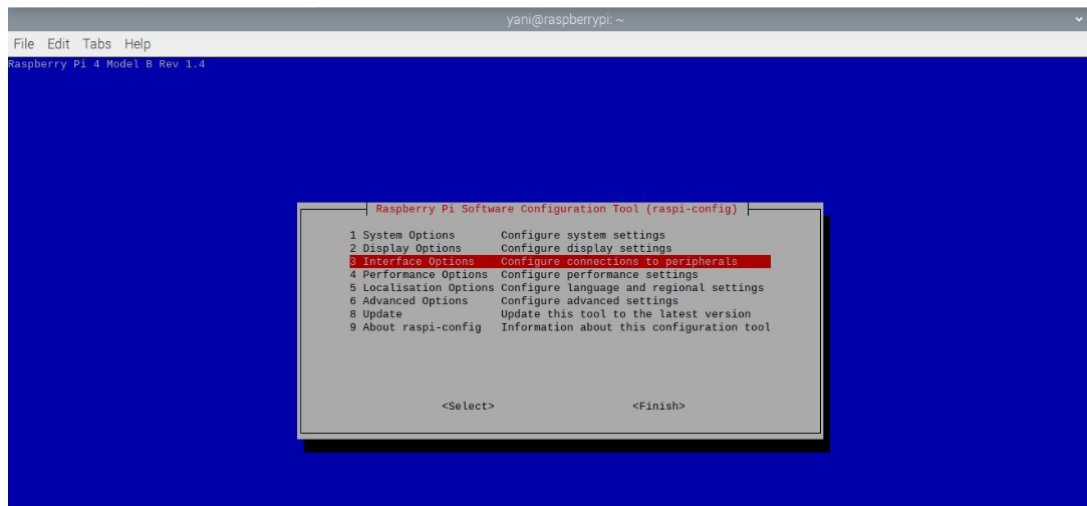 yani@raspberrypi: ~
File Edit Tabs Help
Raspberry Pi 4 Model B Rev 1.4
Raspberry Pi Software Configuration Tool (raspi-config)
1 System Options Configure system settings
2 Display Options Configure display settings
3 Interface Options Configure connections to peripherals
4 Performance Options Configure performance settings
5 Localisation Options Configure language and regional settings
6 Advanced Options Configure advanced settings
8 Update Update this tool to the latest version
9 About raspi-config Information about this configuration tool
<Select> <Finish>